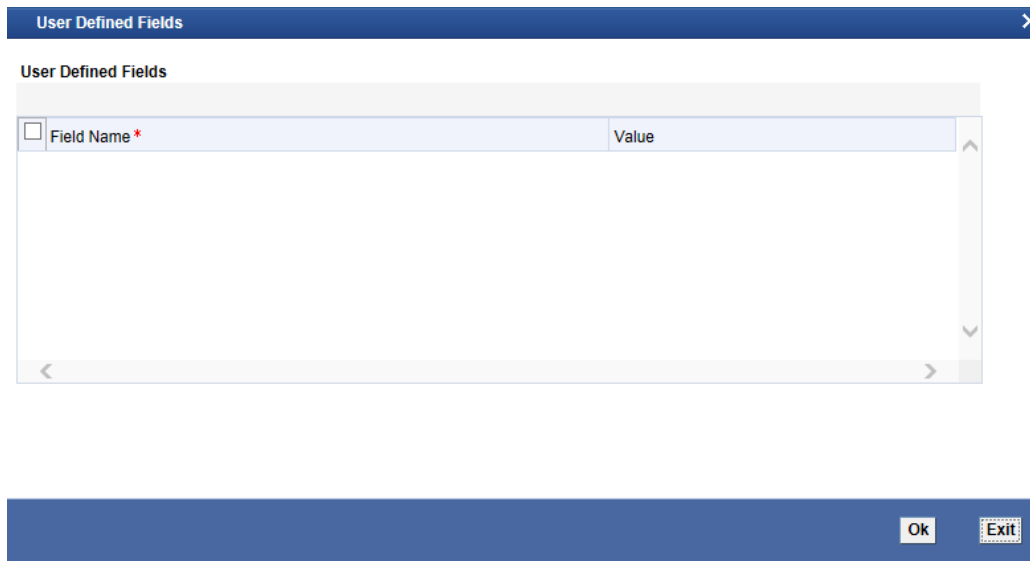 User Defined Fields
User Defined Fields
Field Name * Value
Ok Exit